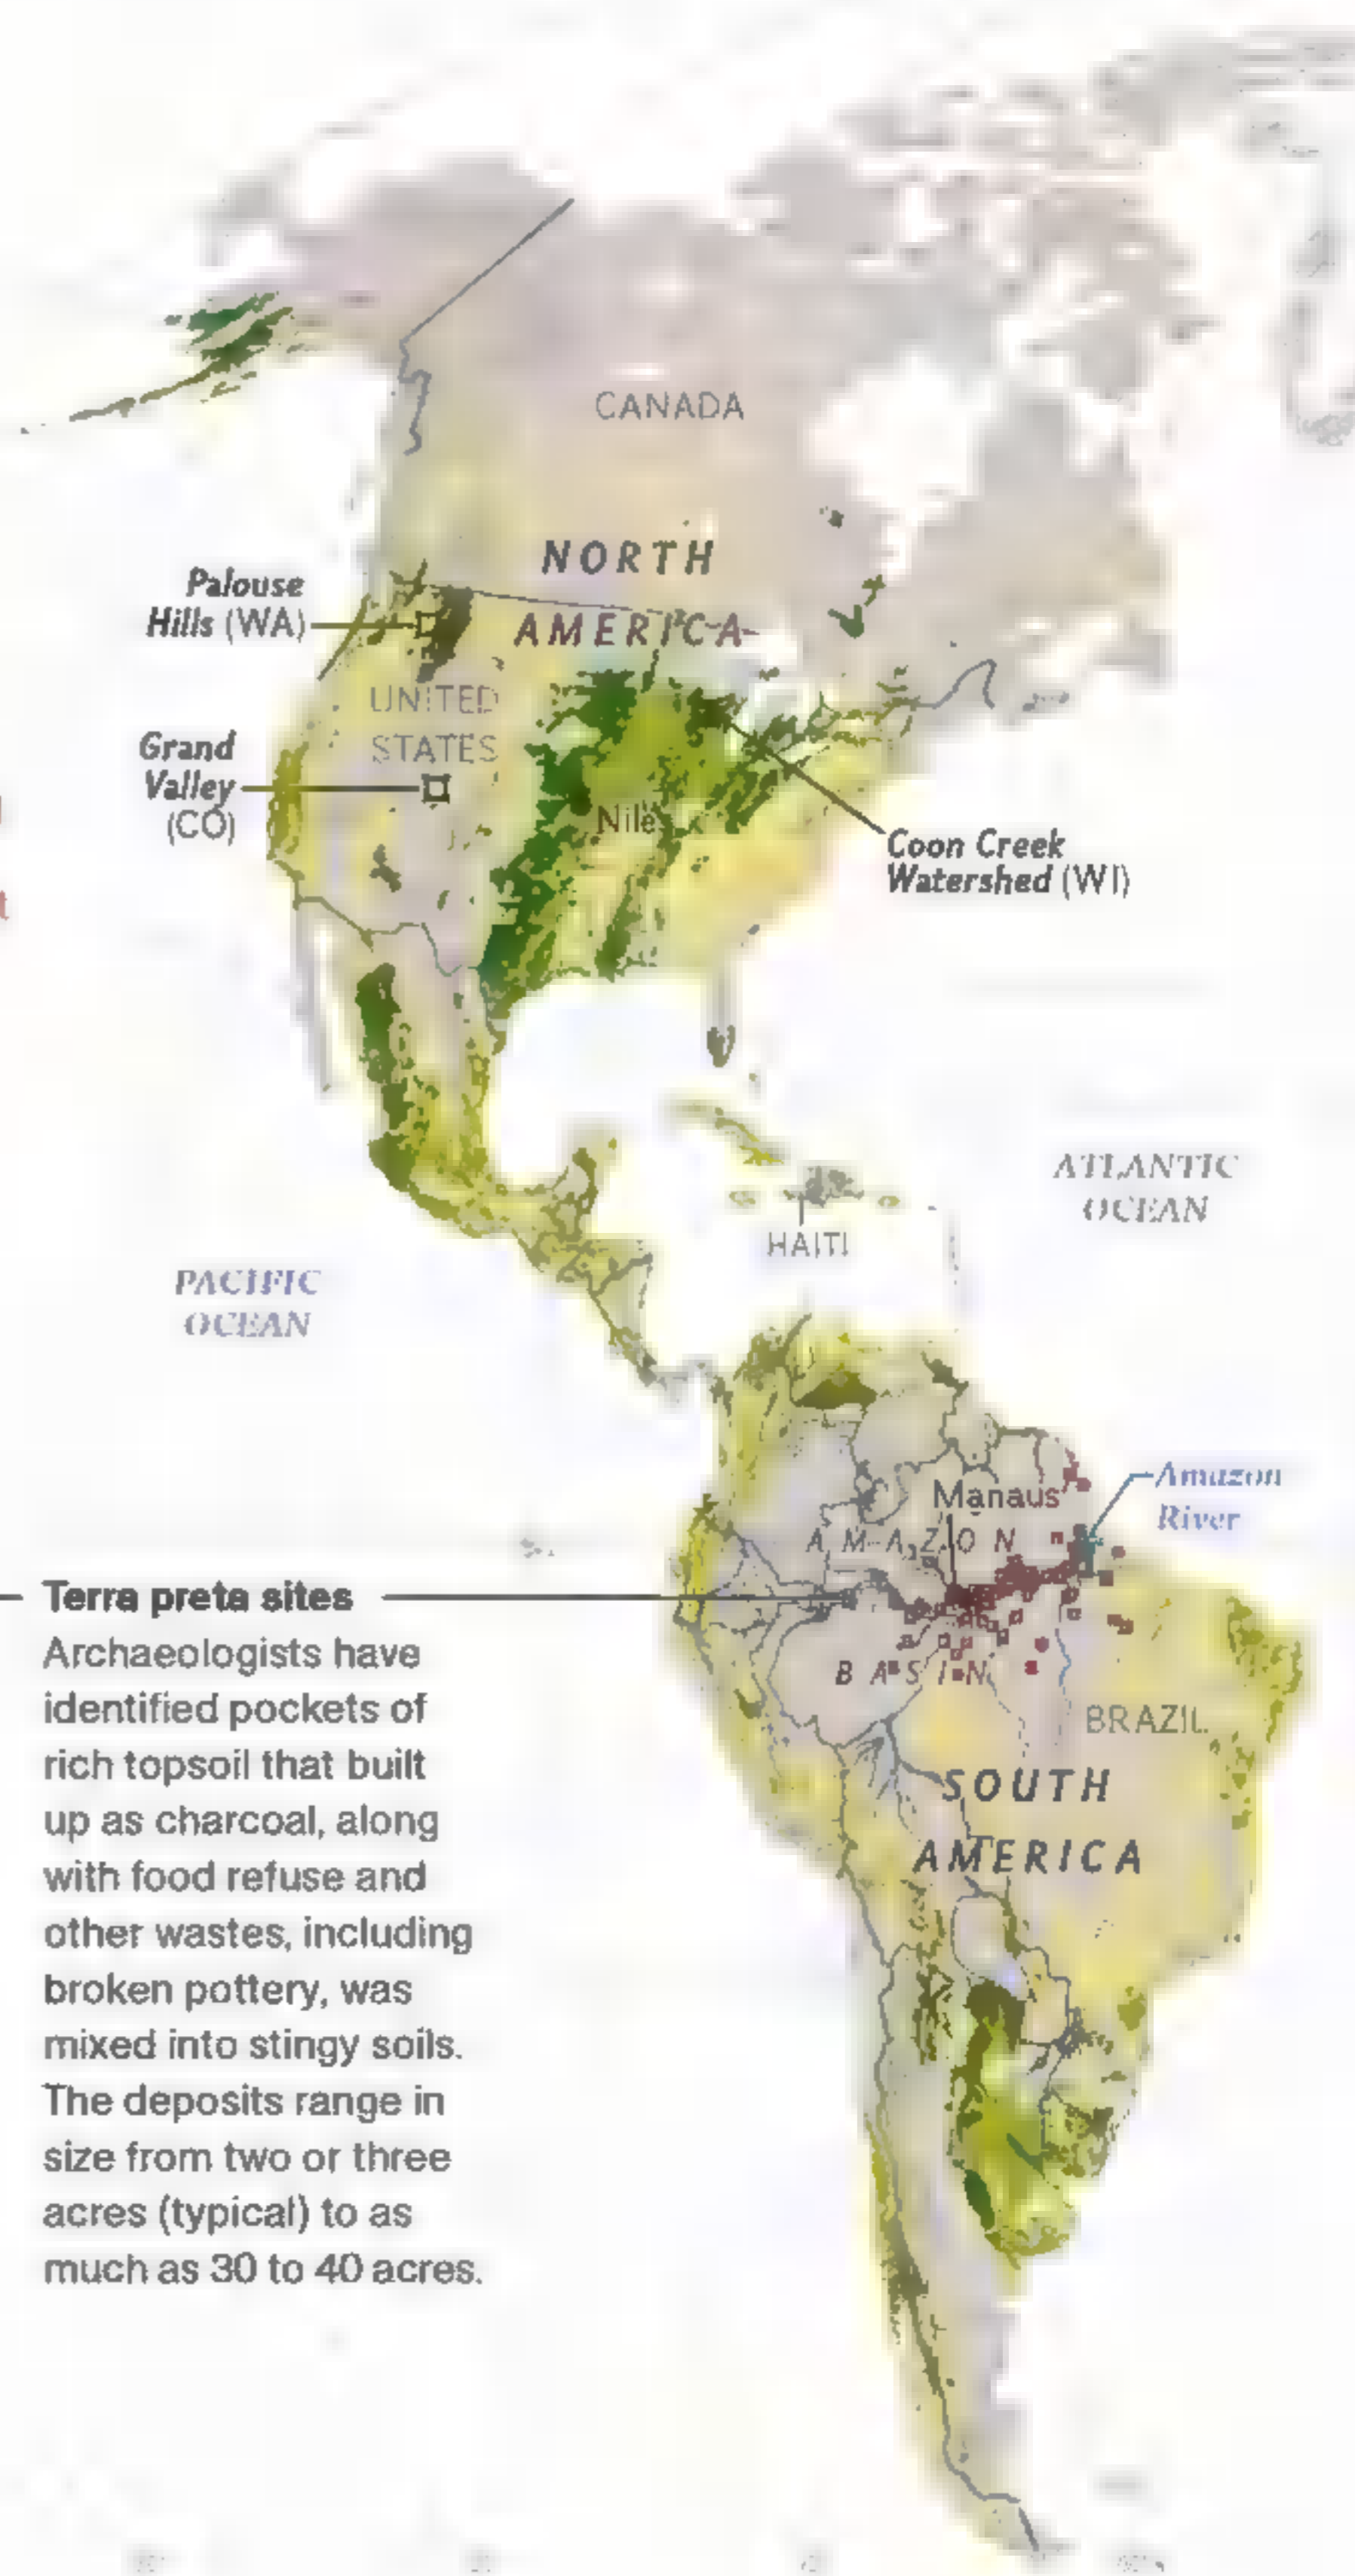 CANADA
NORTH
AMERICA
Palouse
Hills (WA)
UNITED
STATES
Grand
Valley
(CO)
Niles
Coon Creek
Watershed (WI)
ATLANTIC
OCEAN
HAITI
PACIFIC
OCEAN
Manaus
Amazon
River
AMAZON
BASIN
BRAZIL
SOUTH
AMERICA
Terra preta sites
Archaeologists have
identified pockets of
rich topsoil that built
up as charcoal, along
with food refuse and
other wastes, including
broken pottery, was
mixed into stingy soils.
The deposits range in
size from two or three
acres (typical) to as
much as 30 to 40 acres.